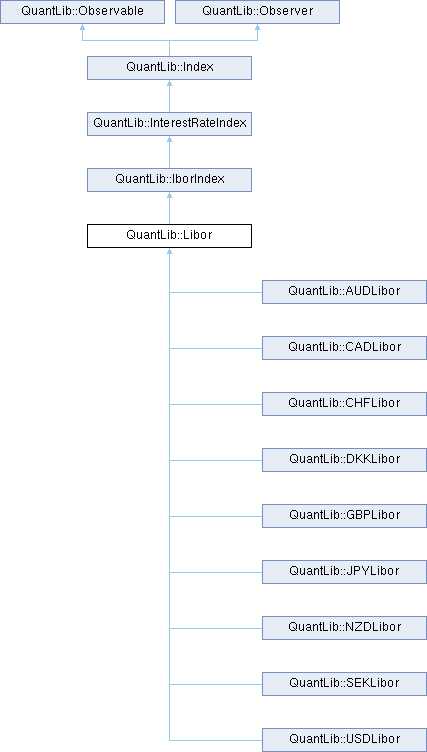 QuantLib::Observable
QuantLib::Observer
QuantLib::Index
QuantLib::InterestRateIndex
QuantLib::IborIndex
QuantLib::Libor
QuantLib::AUDLibor
QuantLib::CADLibor
QuantLib::CHFLibor
QuantLib::DKKLibor
QuantLib::GBPLibor
QuantLib::JPYLibor
QuantLib::NZDLibor
QuantLib::SEKLibor
QuantLib::USDLibor